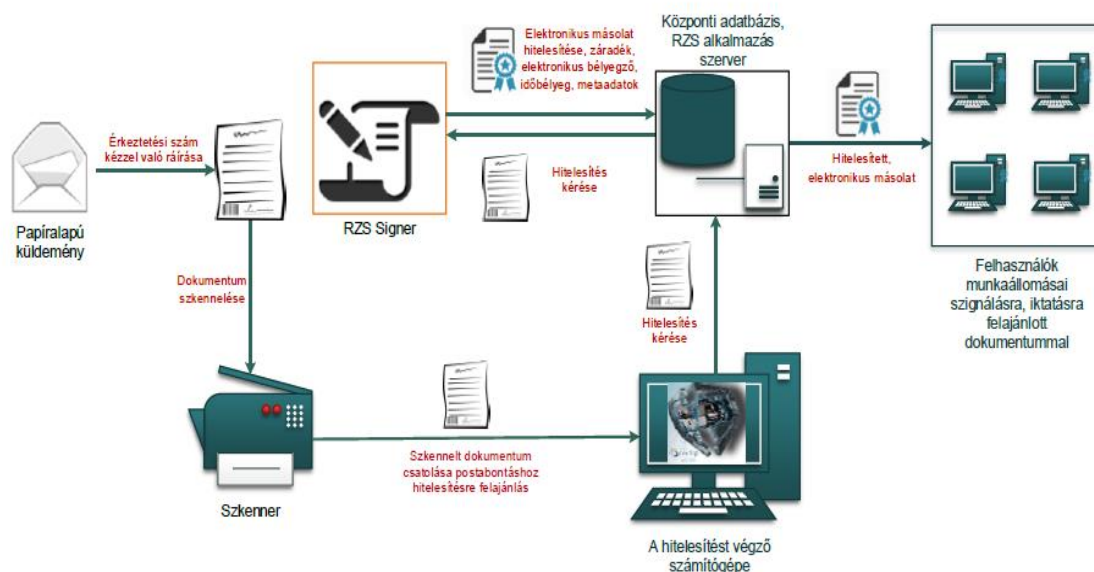 Központi adatbázis,
RZS alkalmazás
szerver
Elektronikus másolat
hitelesítése, záradék,
elektronikus bélyegző,
időbélyeg, metaadatok
Érkeztetési szám
kézzel való ráírása
Hitelesítés
kérése
Hitelesített,
elektronikus másolat
Papíralapú
küldemény
RZS Signer
Felhasználók
munkaállomásai
szignálásra, iktatásra
felajánlott
dokumentummal
Dokumentum
szkennelése
Hitelesítés
kérése
Szkennelt dokumentum
csatolása postabontáshoz
hitelesítésre felajánlás
Szkenner
A hitelesítést végző
számítógépe